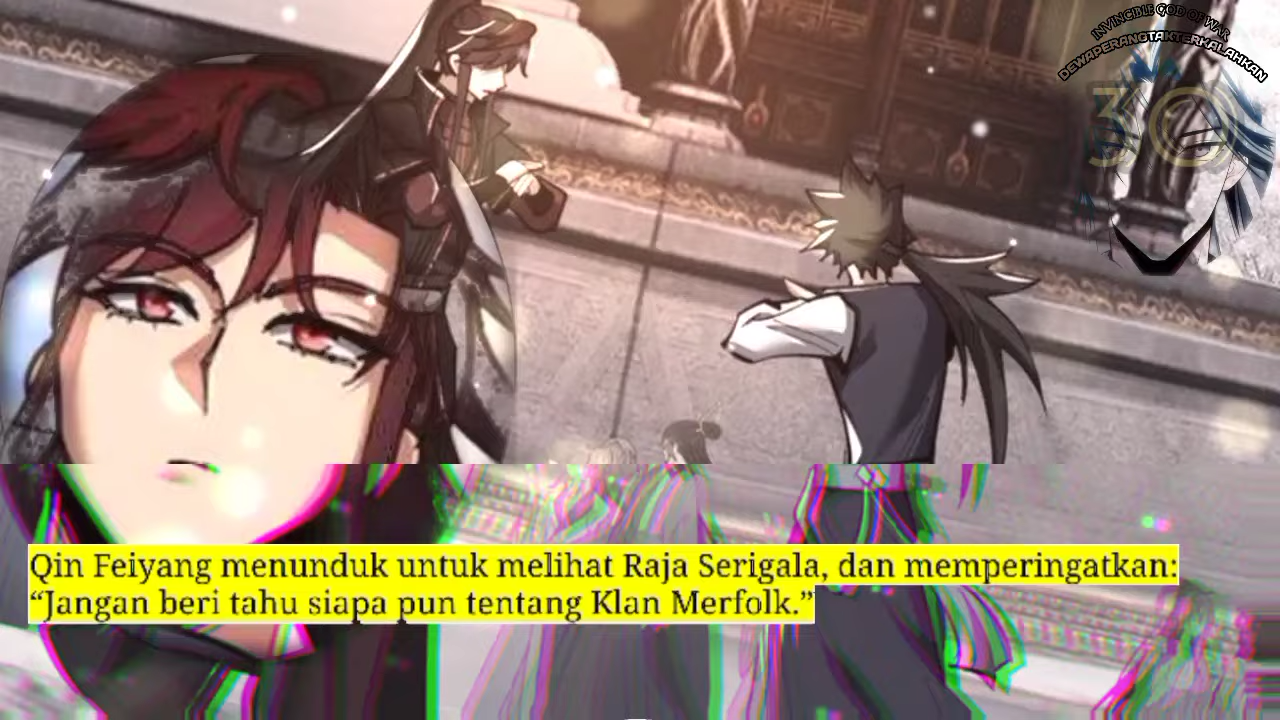 INVINCIBLE GOD OF WAR
DEWAPERANGTAKTERKALAHKAN
30
Qin Feiyang menunduk untuk melihat Raja Serigala, dan memperingatkan:
“Jangan beri tahu siapa pun tentang Klan Merfolk.”